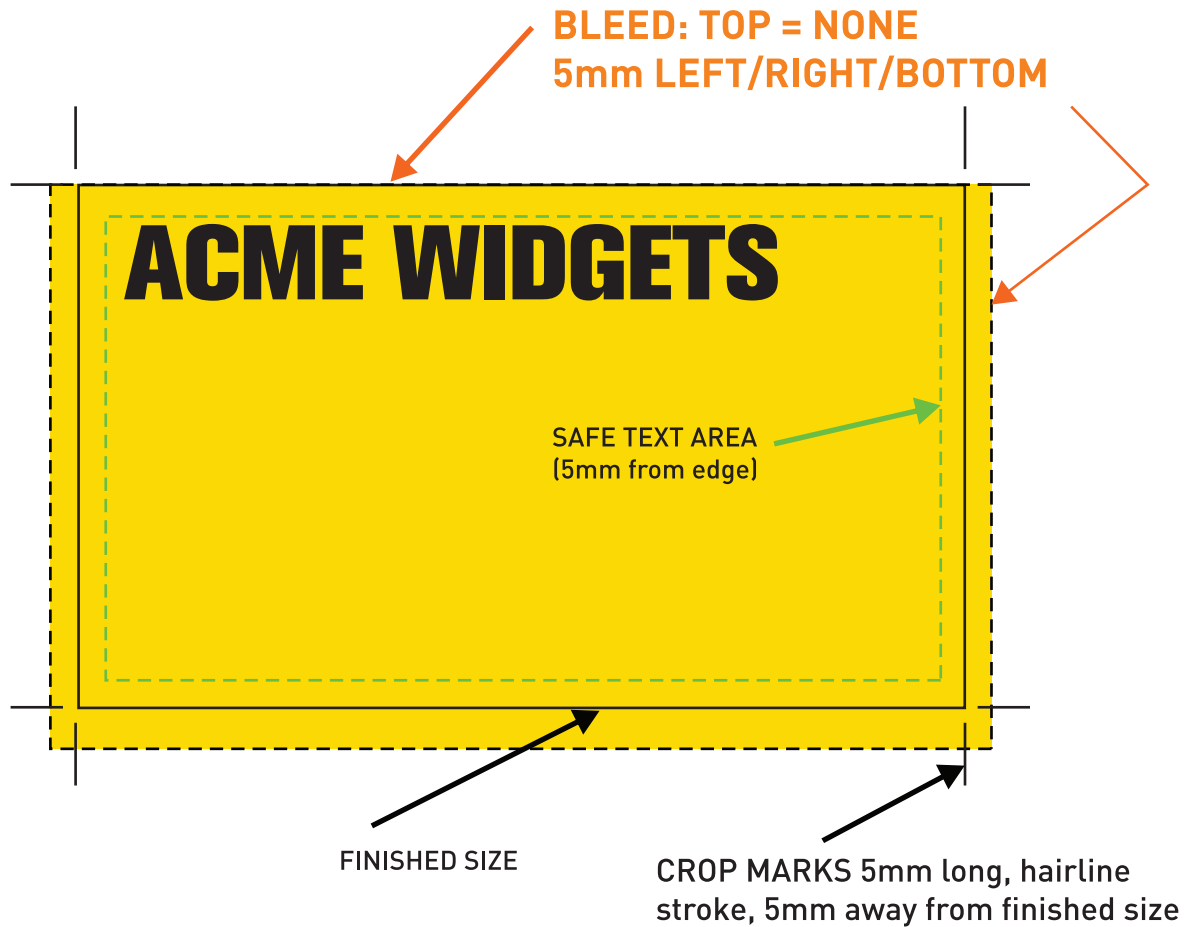 BLEED: TOP = NONE
5mm LEFT/RIGHT/BOTTOM
ACME WIDGETS
SAFE TEXT AREA
(5mm from edge)
FINISHED SIZE
CROP MARKS 5mm long, hairline
stroke, 5mm away from finished size